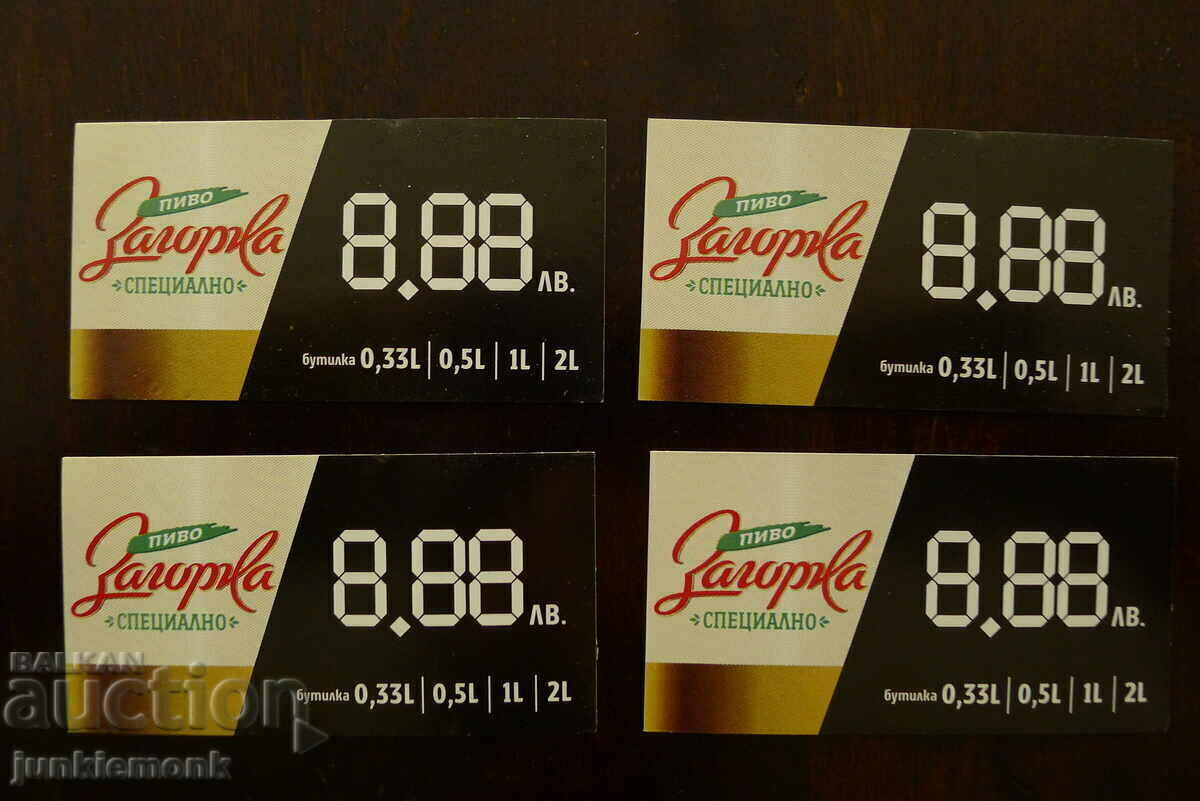 ПИВО
Загорка
СПЕЦИАЛНО
8.88 ЛВ.
бутилка 0,33L | 0,5L | 1L | 2L
ПИВО
Загорка
СПЕЦИАЛНО
8.88 ЛВ.
бутилка 0,33L | 0,5L | 1L | 2L
ПИВО
Загорка
СПЕЦИАЛНО
8.88 ЛВ.
бутилка 0,33L | 0,5L | 1L | 2L
ПИВО
Загорка
СПЕЦИАЛНО
8.88 ЛВ.
бутилка 0,33L | 0,5L | 1L | 2L
BALKAN
auction
junkiemonk